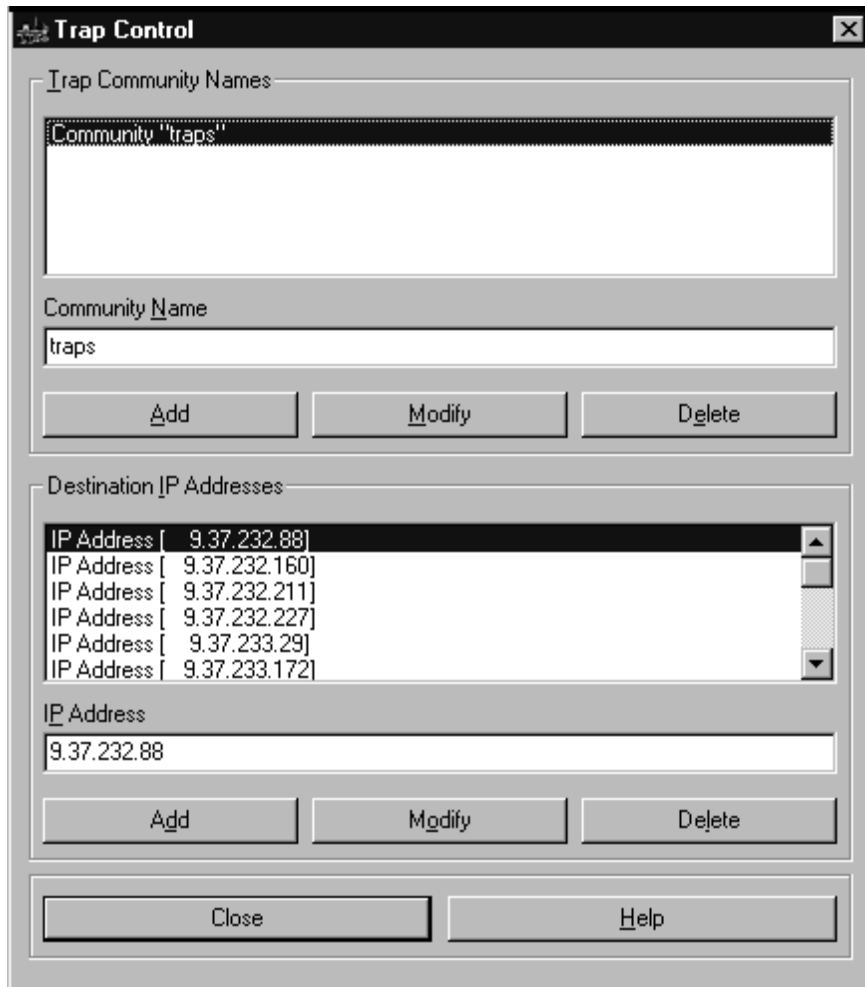 Trap Control
Trap Community Names
Community "traps"
Community Name
traps
Add Modify Delete
Destination IP Addresses
IP Address [ 9.37.232.88]
IP Address [ 9.37.232.160]
IP Address [ 9.37.232.211]
IP Address [ 9.37.232.227]
IP Address [ 9.37.233.29]
IP Address [ 9.37.233.172]
IP Address
9.37.232.88
Add Modify Delete
Close Help